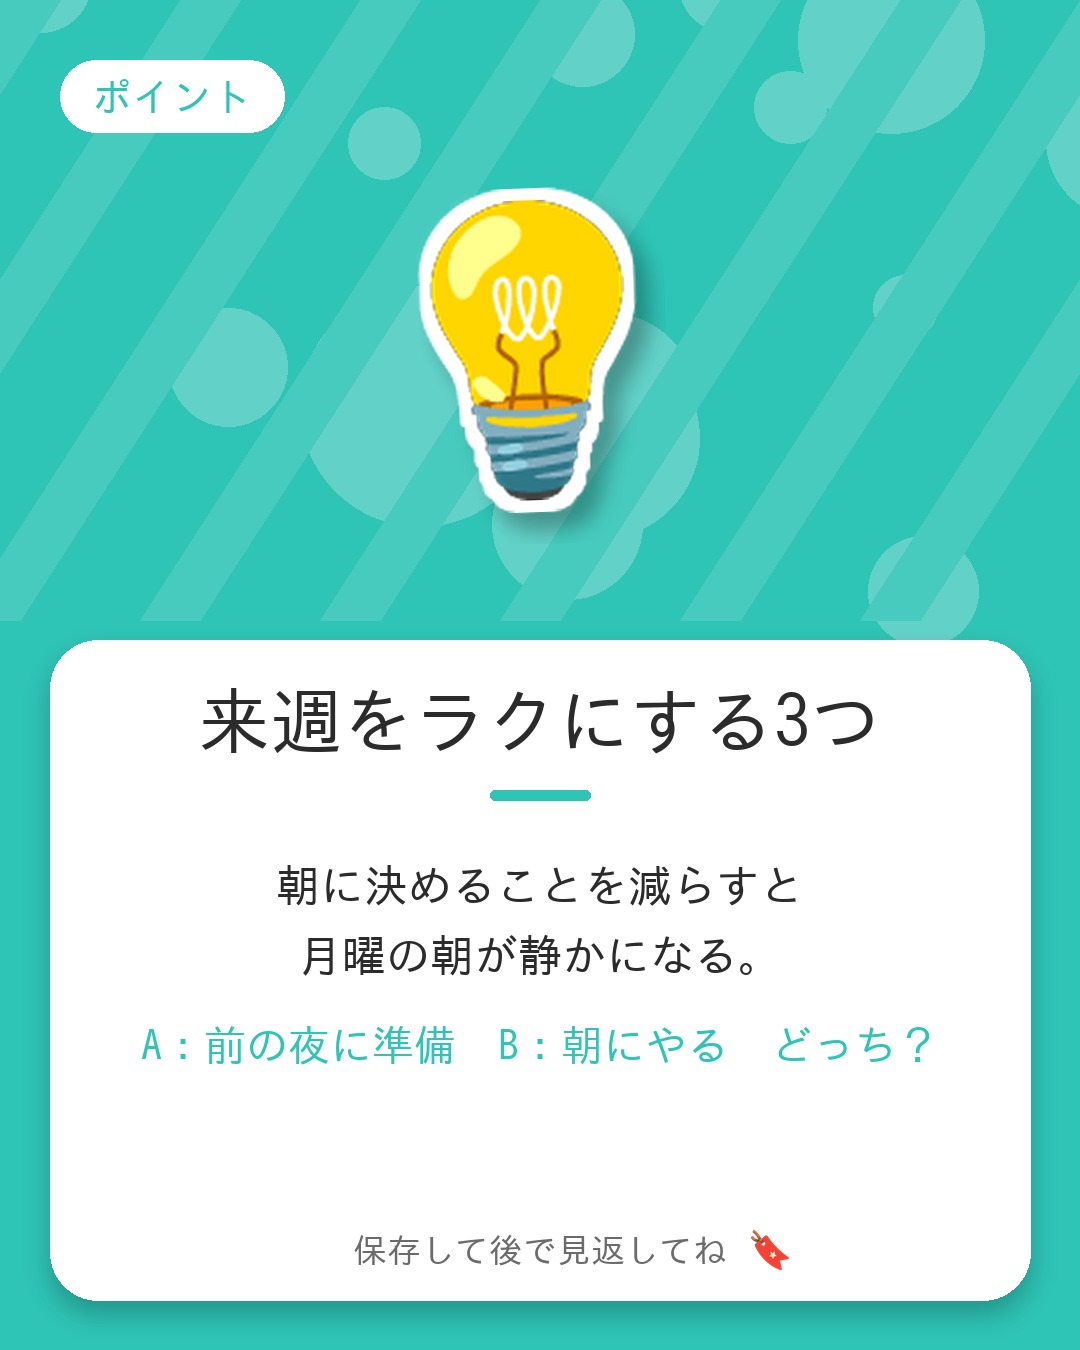 ポイント
来週をラクにする3つ
朝に決めることを減らすと
月曜の朝が静かになる。
A：前の夜に準備　B：朝にやる　どっち？
保存して後で見返してね